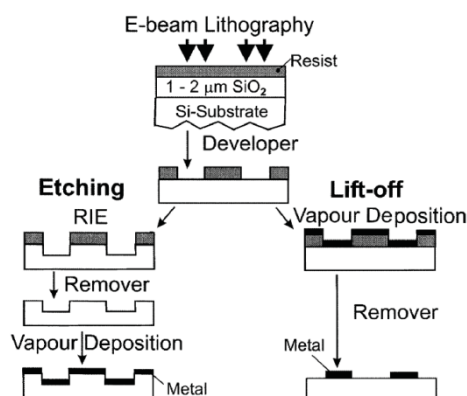 E-beam Lithography
Resist
1 - 2 μm SiO₂
Si-Substrate
Developer
Etching
RIE
Remover
Vapour Deposition
Metal
Lift-off
Vapour Deposition
Remover
Metal